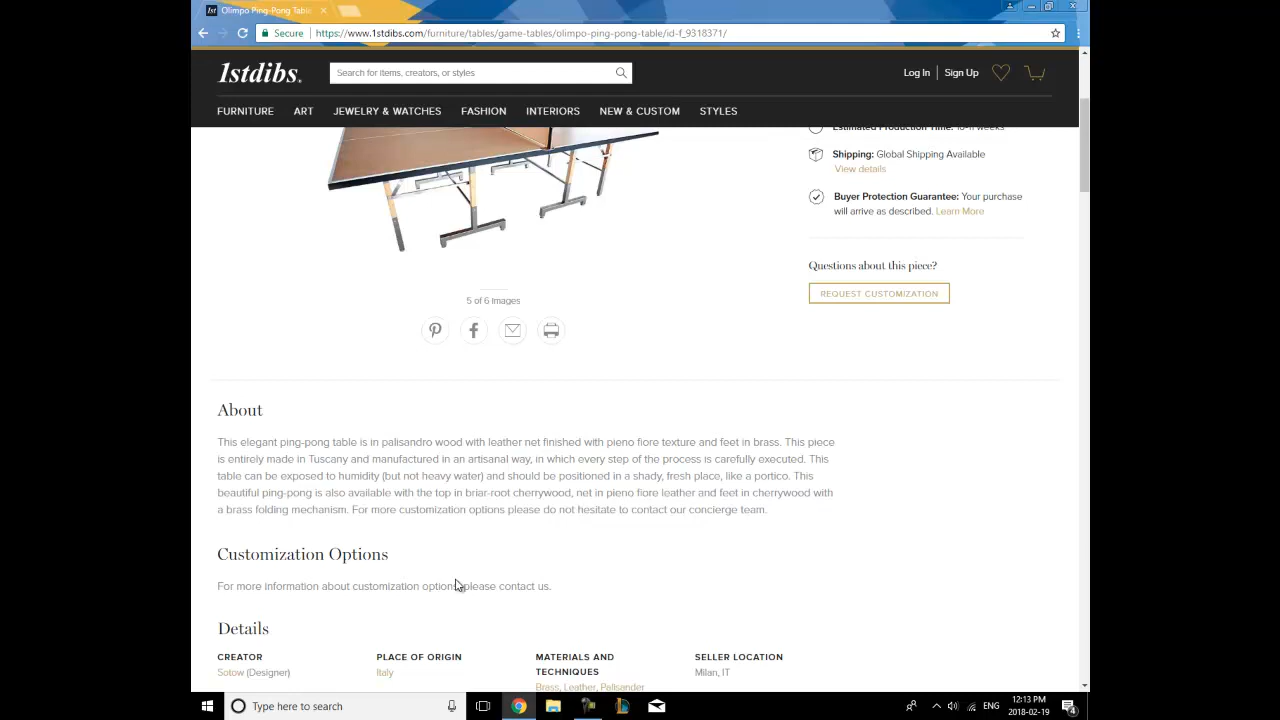 1st Olimpo Ping-Pong Table
Secure https://www.1stdibs.com/furniture/tables/game-tables/olimpo-ping-pong-table/id-f_9318371/
1stdibs.
Search for items, creators, or styles
Log In Sign Up
FURNITURE ART JEWELRY & WATCHES FASHION INTERIORS NEW & CUSTOM STYLES
Estimated Production Time: 10-11 weeks
Shipping: Global Shipping Available
View details
Buyer Protection Guarantee: Your purchase
will arrive as described. Learn More
Questions about this piece?
REQUEST CUSTOMIZATION
5 of 6 Images
About
This elegant ping-pong table is in palisandro wood with leather net finished with pieno fiore texture and feet in brass. This piece
is entirely made in Tuscany and manufactured in an artisanal way, in which every step of the process is carefully executed. This
table can be exposed to humidity (but not heavy water) and should be positioned in a shady, fresh place, like a portico. This
beautiful ping-pong is also available with the top in briar-root cherrywood, net in pieno fiore leather and feet in cherrywood with
a brass folding mechanism. For more customization options please do not hesitate to contact our concierge team.
Customization Options
For more information about customization options please contact us.
Details
CREATOR
Sotow (Designer)
PLACE OF ORIGIN
Italy
MATERIALS AND
TECHNIQUES
Brass, Leather, Palisander
SELLER LOCATION
Milan, IT
Type here to search
ENG
12:13 PM
2018-02-19
4